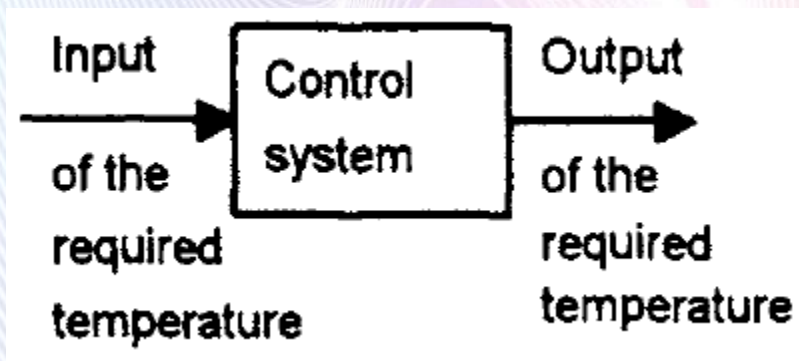 Input
of the
required
temperature
Control
system
Output
of the
required
temperature